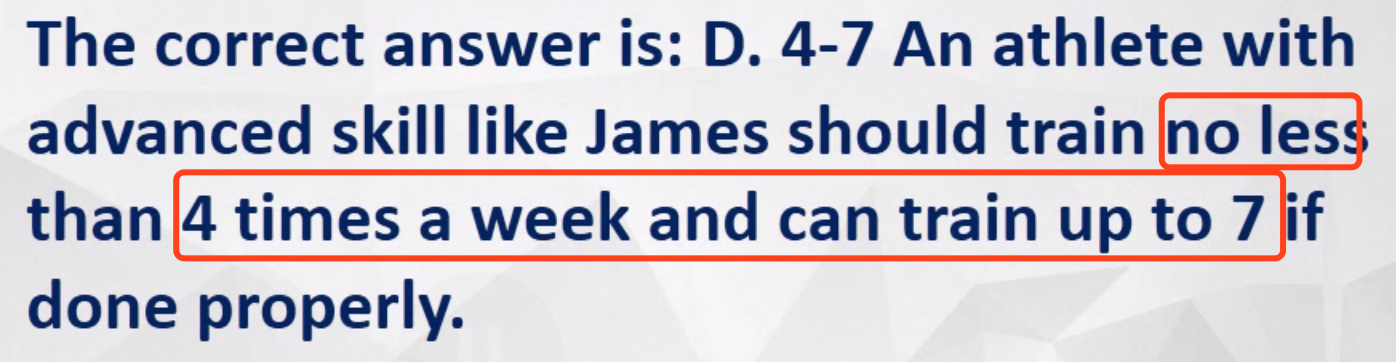 The correct answer is: D. 4-7 An athlete with
advanced skill like James should train no less
than 4 times a week and can train up to 7 if
done properly.